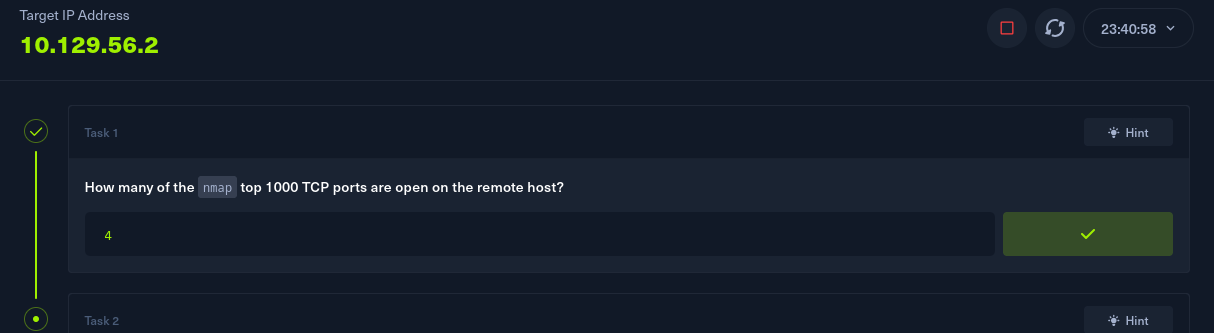 Target IP Address
10.129.56.2
23:40:58
Task 1
Hint
How many of the nmap top 1000 TCP ports are open on the remote host?
4
Task 2
Hint